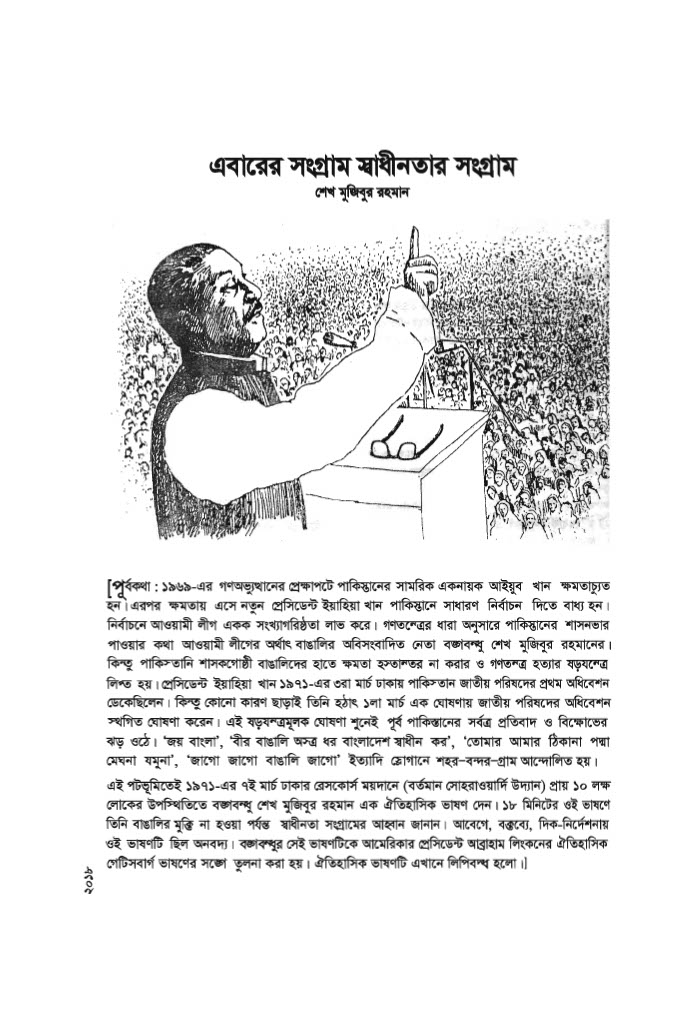 এবারের সংগ্রাম স্বাধীনতার সংগ্রাম
শেখ মুজিবুর রহমান
[পূর্বকথা : ১৯৬৯-এর গণঅভ্যুত্থানের প্রেক্ষাপটে পাকিস্তানের সামরিক একনায়ক আইয়ুব খান ক্ষমতাচ্যুত
হন। এরপর ক্ষমতায় এসে নতুন প্রেসিডেন্ট ইয়াহিয়া খান পাকিস্তানে সাধারণ নির্বাচন দিতে বাধ্য হন।
নির্বাচনে আওয়ামী লীগ একক সংখ্যাগরিষ্ঠতা লাভ করে। গণতন্ত্রের ধারা অনুসারে পাকিস্তানের শাসনভার
পাওয়ার কথা আওয়ামী লীগের অর্থাৎ বাঙালির অবিসংবাদিত নেতা বঙ্গবন্ধু শেখ মুজিবুর রহমানের।
কিন্তু পাকিস্তানি শাসকগোষ্ঠী বাঙালিদের হাতে ক্ষমতা হস্তান্তর না করার ও গণতন্ত্র হত্যার ষড়যন্ত্রে
লিপ্ত হয়। প্রেসিডেন্ট ইয়াহিয়া খান ১৯৭১-এর ৩রা মার্চ ঢাকায় পাকিস্তান জাতীয় পরিষদের প্রথম অধিবেশন
ডেকেছিলেন। কিন্তু কোনো কারণ ছাড়াই তিনি হঠাৎ ১লা মার্চ এক ঘোষণায় জাতীয় পরিষদের অধিবেশন
স্থগিত ঘোষণা করেন। এই ষড়যন্ত্রমূলক ঘোষণা শুনেই পূর্ব পাকিস্তানের সর্বত্র প্রতিবাদ ও বিক্ষোভের
ঝড় ওঠে। ‘জয় বাংলা’, ‘বীর বাঙালি অস্ত্র ধর বাংলাদেশ স্বাধীন কর’, ‘তোমার আমার ঠিকানা পদ্মা
মেঘনা যমুনা’, ‘জাগো জাগো বাঙালি জাগো’ ইত্যাদি স্লোগানে শহর-বন্দর-গ্রাম আন্দোলিত হয়।
এই পটভূমিতেই ১৯৭১-এর ৭ই মার্চ ঢাকার রেসকোর্স ময়দানে (বর্তমান সোহরাওয়ার্দি উদ্যান) প্রায় ১০ লক্ষ
লোকের উপস্থিতিতে বঙ্গবন্ধু শেখ মুজিবুর রহমান এক ঐতিহাসিক ভাষণ দেন। ১৮ মিনিটের ওই ভাষণে
তিনি বাঙালির মুক্তি না হওয়া পর্যন্ত স্বাধীনতা সংগ্রামের আহ্বান জানান। আবেগে, বক্তব্যে, দিক-নির্দেশনায়
ওই ভাষণটি ছিল অনবদ্য। বঙ্গবন্ধুর সেই ভাষণটিকে আমেরিকার প্রেসিডেন্ট আব্রাহাম লিংকনের ঐতিহাসিক
গেটিসবার্গ ভাষণের সঙ্গে তুলনা করা হয়। ঐতিহাসিক ভাষণটি এখানে লিপিবদ্ধ হলো।]
২০১৮